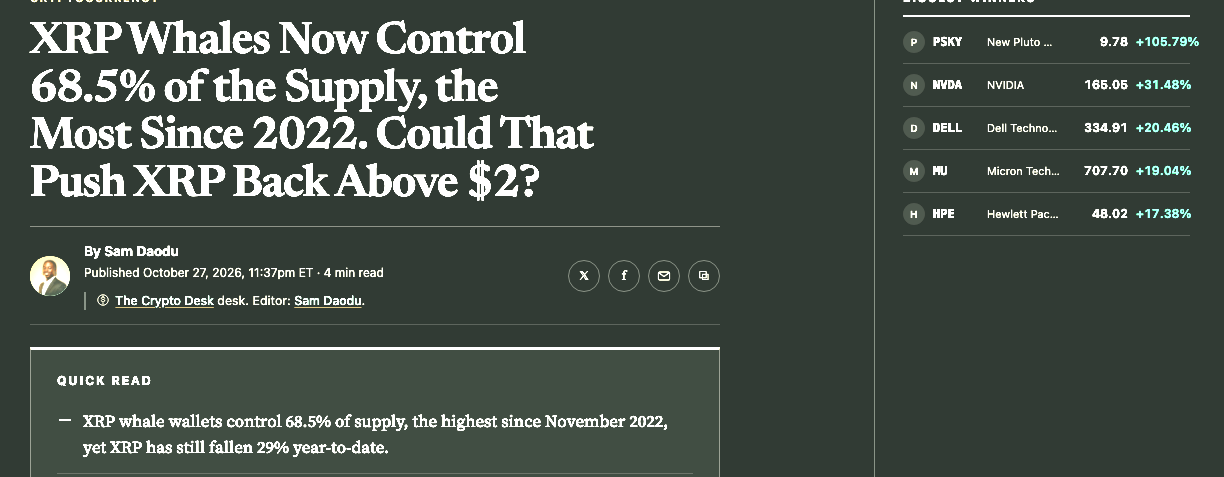 XRP Whales Now Control
68.5% of the Supply, the
Most Since 2022. Could That
Push XRP Back Above $2?
By Sam Daodu
Published October 27, 2026, 11:37pm ET · 4 min read
The Crypto Desk desk. Editor: Sam Daodu.
QUICK READ
— XRP whale wallets control 68.5% of supply, the highest since November 2022,
yet XRP has still fallen 29% year-to-date.
P PSKY New Pluto ... 9.78 +105.79%
N NVDA NVIDIA 165.05 +31.48%
D DELL Dell Techno... 334.91 +20.46%
M MU Micron Tech... 707.70 +19.04%
H HPE Hewlett Pac... 48.02 +17.38%